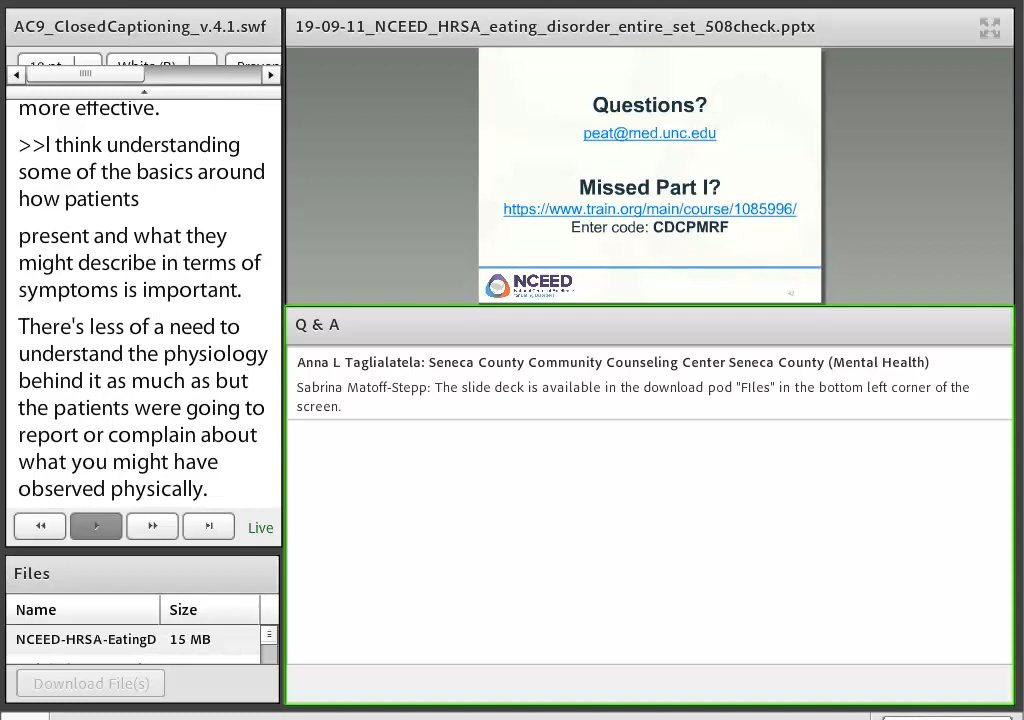 AC9_ClosedCaptioning_v.4.1.swf
more effective.
>>I think understanding
some of the basics around
how patients
present and what they
might describe in terms of
symptoms is important.
There's less of a need to
understand the physiology
behind it as much as but
the patients were going to
report or complain about
what you might have
observed physically.
Live
Files
Name Size
NCEED-HRSA-EatingD 15 MB
Download File(s)
19-09-11_NCEED_HRSA_eating_disorder_entire_set_508check.pptx
Questions?
peat@med.unc.edu
Missed Part I?
https://www.train.org/main/course/1085996/
Enter code: CDCPMRF
NCEED
Q & A
Anna L Taglialatela: Seneca County Community Counseling Center Seneca County (Mental Health)
Sabrina Matoff-Stepp: The slide deck is available in the download pod "FIles" in the bottom left corner of the
screen.